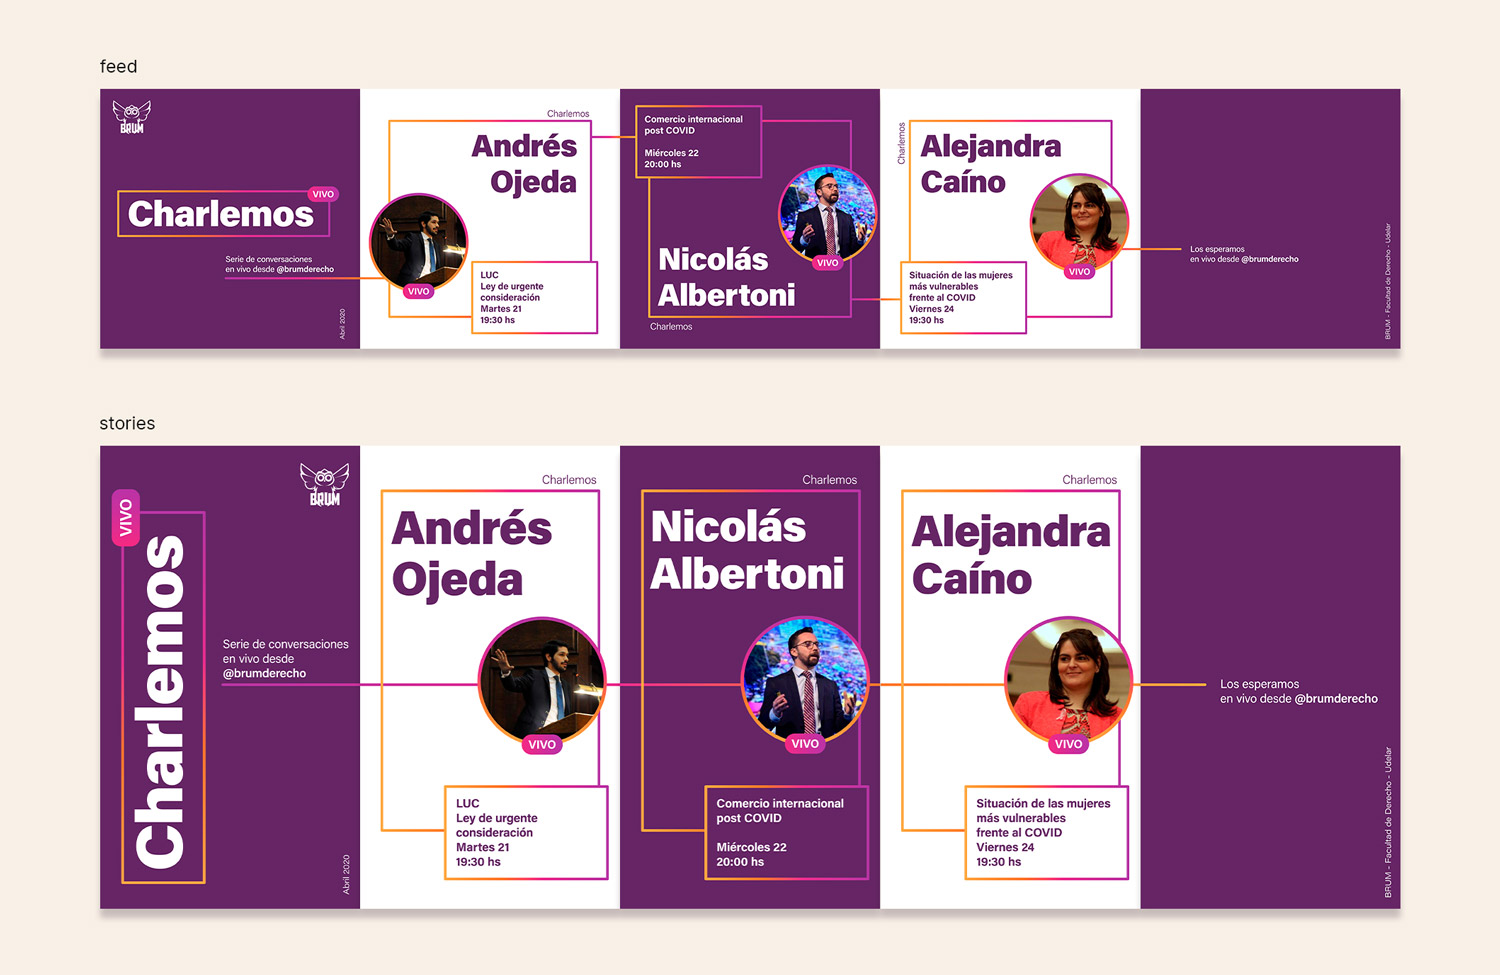 feed
BRUM
Charlemos
VIVO
Serie de conversaciones
en vivo desde @brumderecho
Abril 2020
Charlemos
Andrés
Ojeda
VIVO
LUC
Ley de urgente
consideración
Martes 21
19:30 hs
Comercio internacional
post COVID
Miércoles 22
20:00 hs
VIVO
Nicolás
Albertoni
Charlemos
Charlemos
Alejandra
Caíno
VIVO
Situación de las mujeres
más vulnerables
frente al COVID
Viernes 24
19:30 hs
Los esperamos
en vivo desde @brumderecho
BRUM - Facultad de Derecho - Udelar
stories
BRUM
VIVO
Charlemos
Serie de conversaciones
en vivo desde
@brumderecho
Abril 2020
Charlemos
Andrés
Ojeda
VIVO
LUC
Ley de urgente
consideración
Martes 21
19:30 hs
Charlemos
Nicolás
Albertoni
VIVO
Comercio internacional
post COVID
Miércoles 22
20:00 hs
Charlemos
Alejandra
Caíno
VIVO
Situación de las mujeres
más vulnerables
frente al COVID
Viernes 24
19:30 hs
Los esperamos
en vivo desde @brumderecho
BRUM - Facultad de Derecho - Udelar